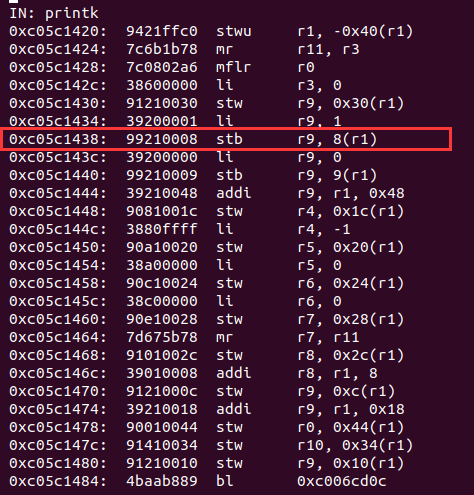 IN: printk
0xc05c1420:  9421ffc0  stwu     r1, -0x40(r1)
0xc05c1424:  7c6b1b78  mr       r11, r3
0xc05c1428:  7c0802a6  mflr     r0
0xc05c142c:  38600000  li       r3, 0
0xc05c1430:  91210030  stw      r9, 0x30(r1)
0xc05c1434:  39200001  li       r9, 1
0xc05c1438:  99210008  stb      r9, 8(r1)
0xc05c143c:  39200000  li       r9, 0
0xc05c1440:  99210009  stb      r9, 9(r1)
0xc05c1444:  39210048  addi     r9, r1, 0x48
0xc05c1448:  9081001c  stw      r4, 0x1c(r1)
0xc05c144c:  3880ffff  li       r4, -1
0xc05c1450:  90a10020  stw      r5, 0x20(r1)
0xc05c1454:  38a00000  li       r5, 0
0xc05c1458:  90c10024  stw      r6, 0x24(r1)
0xc05c145c:  38c00000  li       r6, 0
0xc05c1460:  90e10028  stw      r7, 0x28(r1)
0xc05c1464:  7d675b78  mr       r7, r11
0xc05c1468:  9101002c  stw      r8, 0x2c(r1)
0xc05c146c:  39010008  addi     r8, r1, 8
0xc05c1470:  9121000c  stw      r9, 0xc(r1)
0xc05c1474:  39210018  addi     r9, r1, 0x18
0xc05c1478:  90010044  stw      r0, 0x44(r1)
0xc05c147c:  91410034  stw      r10, 0x34(r1)
0xc05c1480:  91210010  stw      r9, 0x10(r1)
0xc05c1484:  4baab889  bl       0xc006cd0c